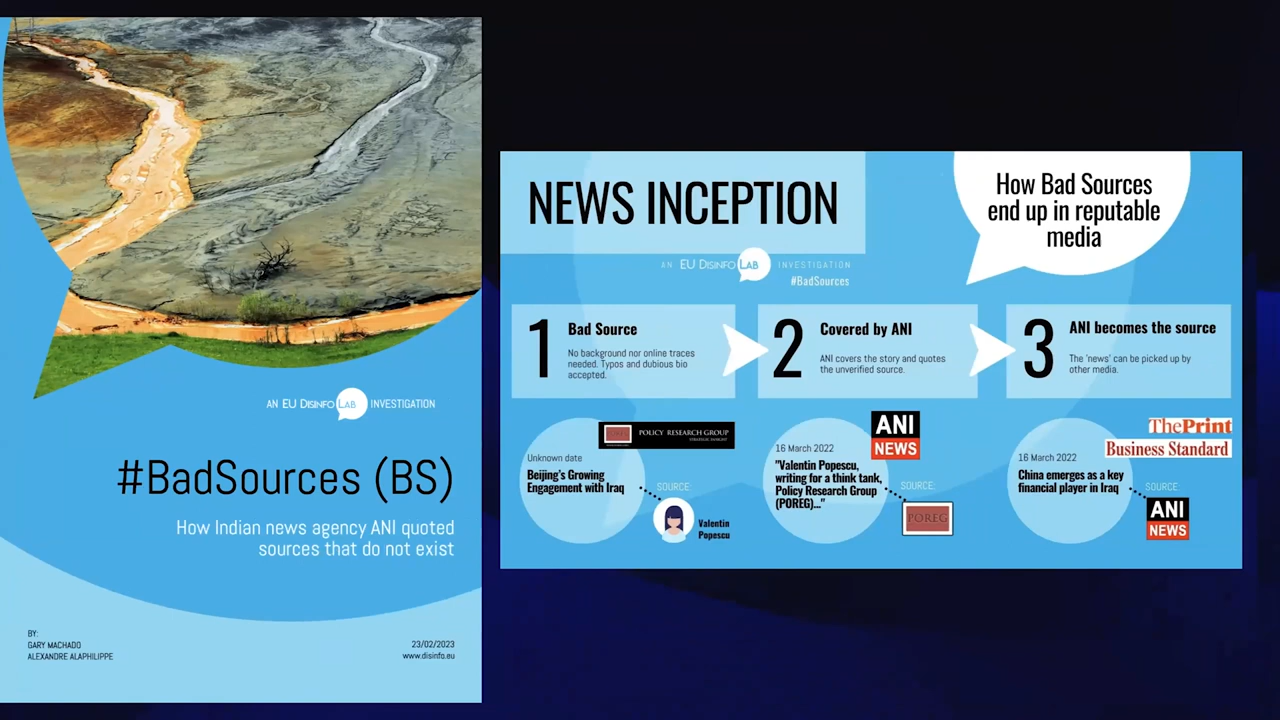 AN EU DISINFO LAB INVESTIGATION
#BadSources (BS)
How Indian news agency ANI quoted
sources that do not exist
BY:
GARY MACHADO
ALEXANDRE ALAPHILIPPE
23/02/2023
www.disinfo.eu
NEWS INCEPTION
AN EU DISINFO LAB INVESTIGATION
#BadSources
How Bad Sources
end up in reputable
media
1
Bad Source
No background nor online traces
needed. Typos and dubious bio
accepted.
2
Covered by ANI
ANI covers the story and quotes
the unverified source.
3
ANI becomes the source
The 'news' can be picked up by
other media.
POLICY RESEARCH GROUP
STRATEGIC INSIGHT
Unknown date
Beijing's Growing
Engagement with Iraq
SOURCE:
Valentin
Popescu
ANI
NEWS
16 March 2022
"Valentin Popescu,
writing for a think tank,
Policy Research Group
(POREG)..."
SOURCE:
POREG
ThePrint
Business Standard
16 March 2022
China emerges as a key
financial player in Iraq
SOURCE:
ANI
NEWS